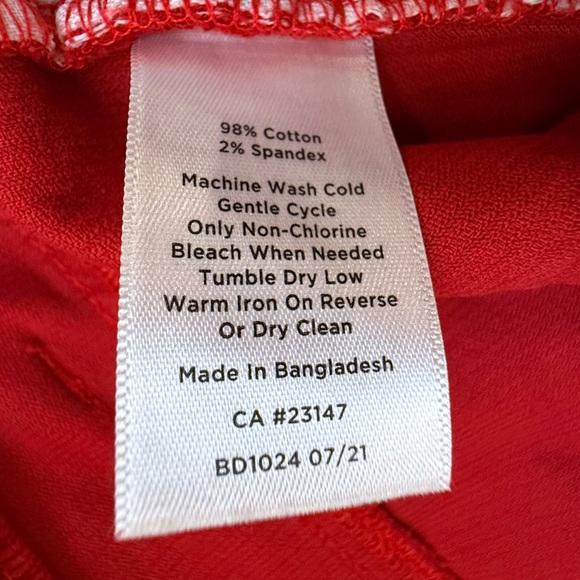 98% Cotton
2% Spandex
Machine Wash Cold
Gentle Cycle
Only Non-Chlorine
Bleach When Needed
Tumble Dry Low
Warm Iron On Reverse
Or Dry Clean
Made In Bangladesh
CA #23147
BD1024 07/21